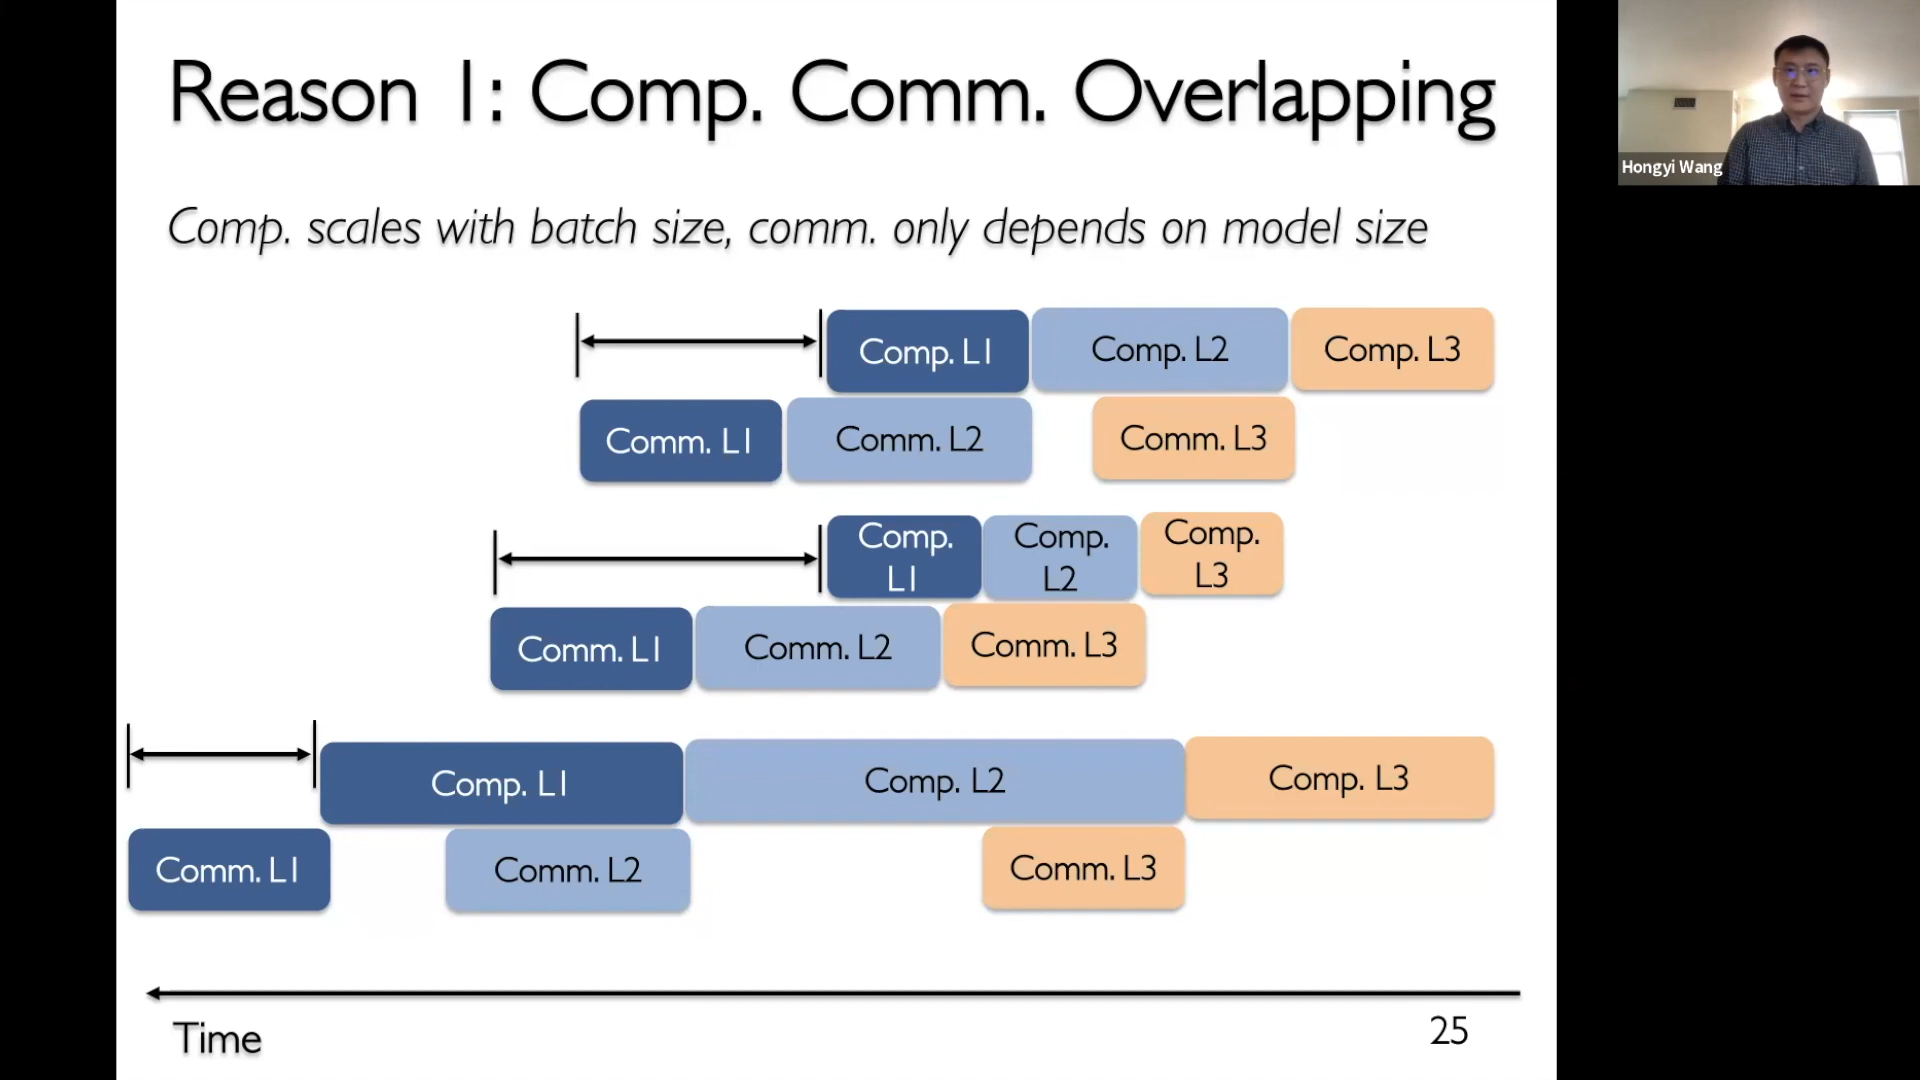 Reason 1: Comp. Comm. Overlapping
Hongyi Wang
Comp. scales with batch size, comm. only depends on model size
Comp. L1
Comp. L2
Comp. L3
Comm. L1
Comm. L2
Comm. L3
Comp.
L1
Comp.
L2
Comp.
L3
Comm. L1
Comm. L2
Comm. L3
Comp. L1
Comp. L2
Comp. L3
Comm. L1
Comm. L2
Comm. L3
Time
25